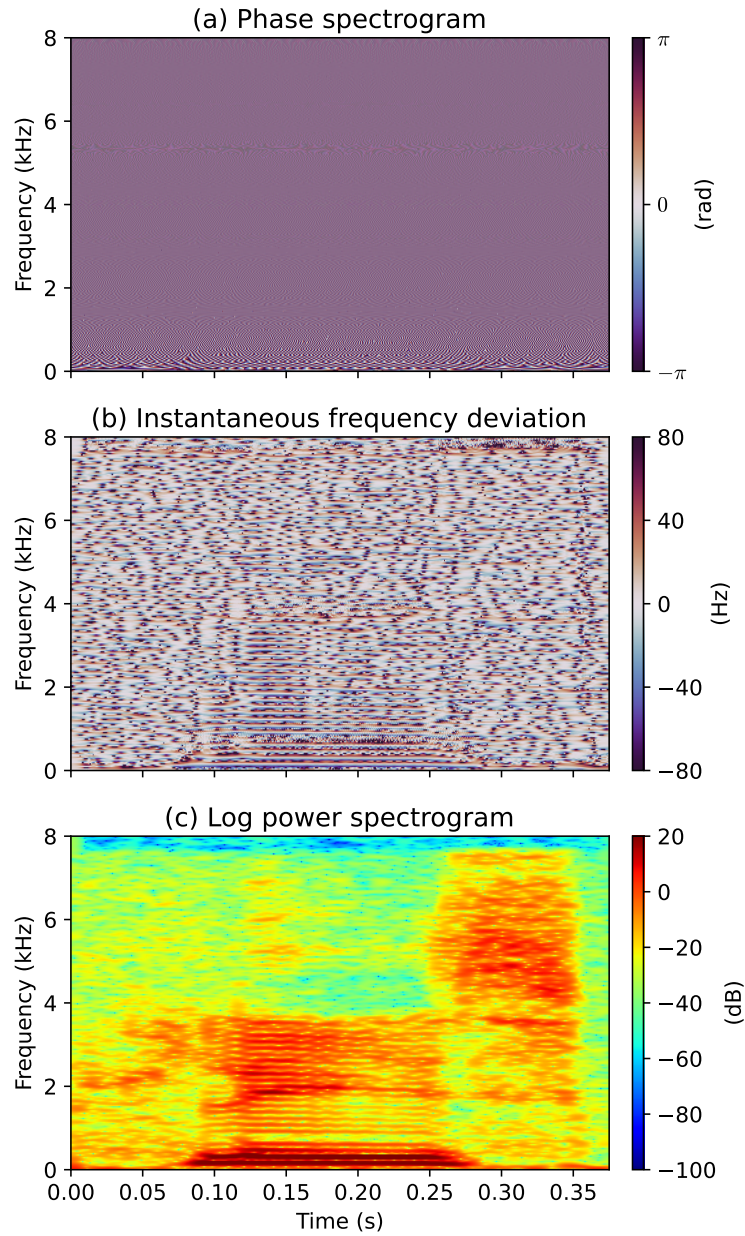 (a) Phase spectrogram
8
6
4
2
0
Frequency (kHz)
π
0
−π
(rad)
(b) Instantaneous frequency deviation
8
6
4
2
0
Frequency (kHz)
80
40
0
−40
−80
(Hz)
(c) Log power spectrogram
8
6
4
2
0
Frequency (kHz)
20
0
−20
−40
−60
−80
−100
(dB)
0.00 0.05 0.10 0.15 0.20 0.25 0.30 0.35
Time (s)